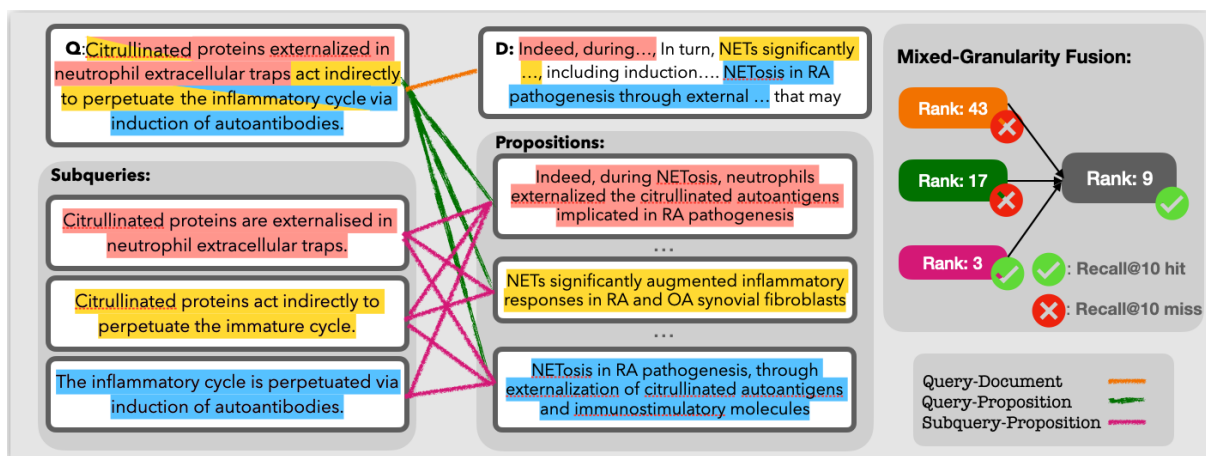 Q:Citrullinated proteins externalized in
neutrophil extracellular traps act indirectly
to perpetuate the inflammatory cycle via
induction of autoantibodies.
Subqueries:
Citrullinated proteins are externalised in
neutrophil extracellular traps.
Citrullinated proteins act indirectly to
perpetuate the immature cycle.
The inflammatory cycle is perpetuated via
induction of autoantibodies.
D: Indeed, during…, In turn, NETs significantly
…, including induction…. NETosis in RA
pathogenesis through external … that may
Propositions:
Indeed, during NETosis, neutrophils
externalized the citrullinated autoantigens
implicated in RA pathogenesis
...
NETs significantly augmented inflammatory
responses in RA and OA synovial fibroblasts
...
NETosis in RA pathogenesis, through
externalization of citrullinated autoantigens
and immunostimulatory molecules
Mixed-Granularity Fusion:
Rank: 43
Rank: 17
Rank: 9
Rank: 3
: Recall@10 hit
: Recall@10 miss
Query-Document
Query-Proposition
Subquery-Proposition